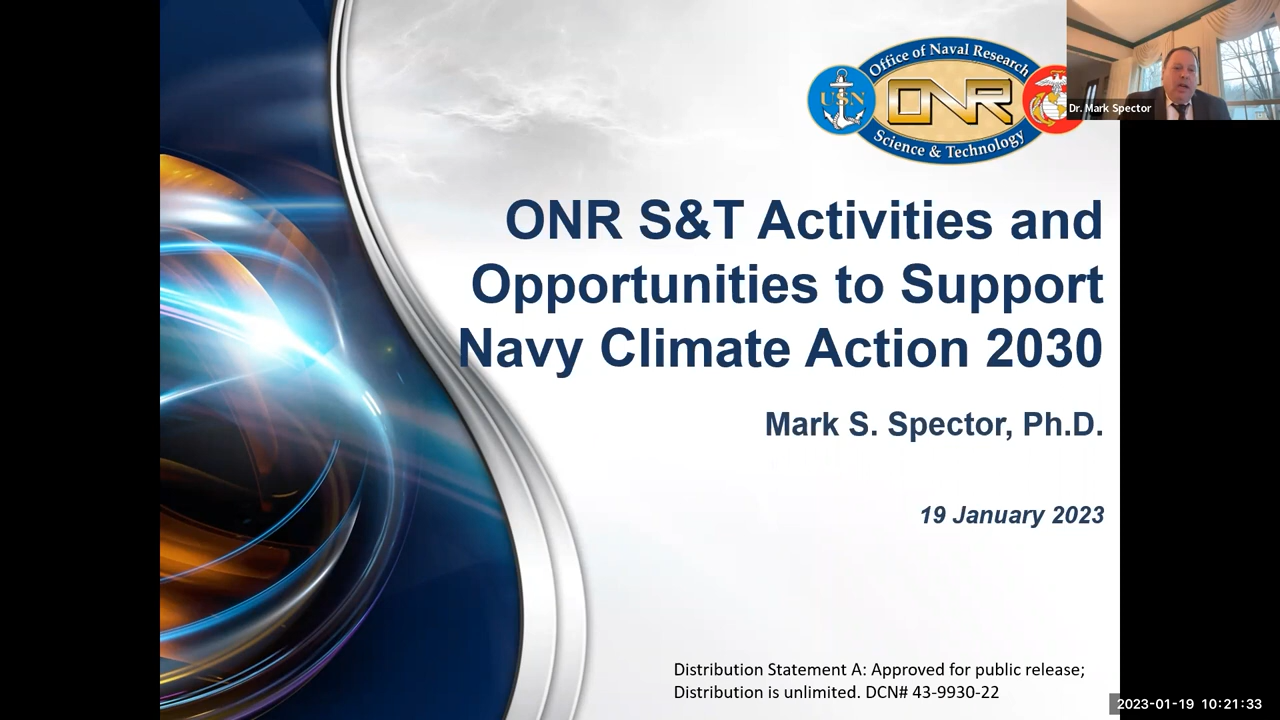 Office of Naval Research
USN
ONR
Science & Technology
Dr. Mark Spector
ONR S&T Activities and
Opportunities to Support
Navy Climate Action 2030
Mark S. Spector, Ph.D.
19 January 2023
Distribution Statement A: Approved for public release;
Distribution is unlimited. DCN# 43-9930-22
2023-01-19 10:21:33